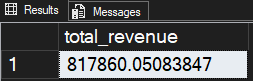 Results Messages
total_revenue
1 817860.05083847